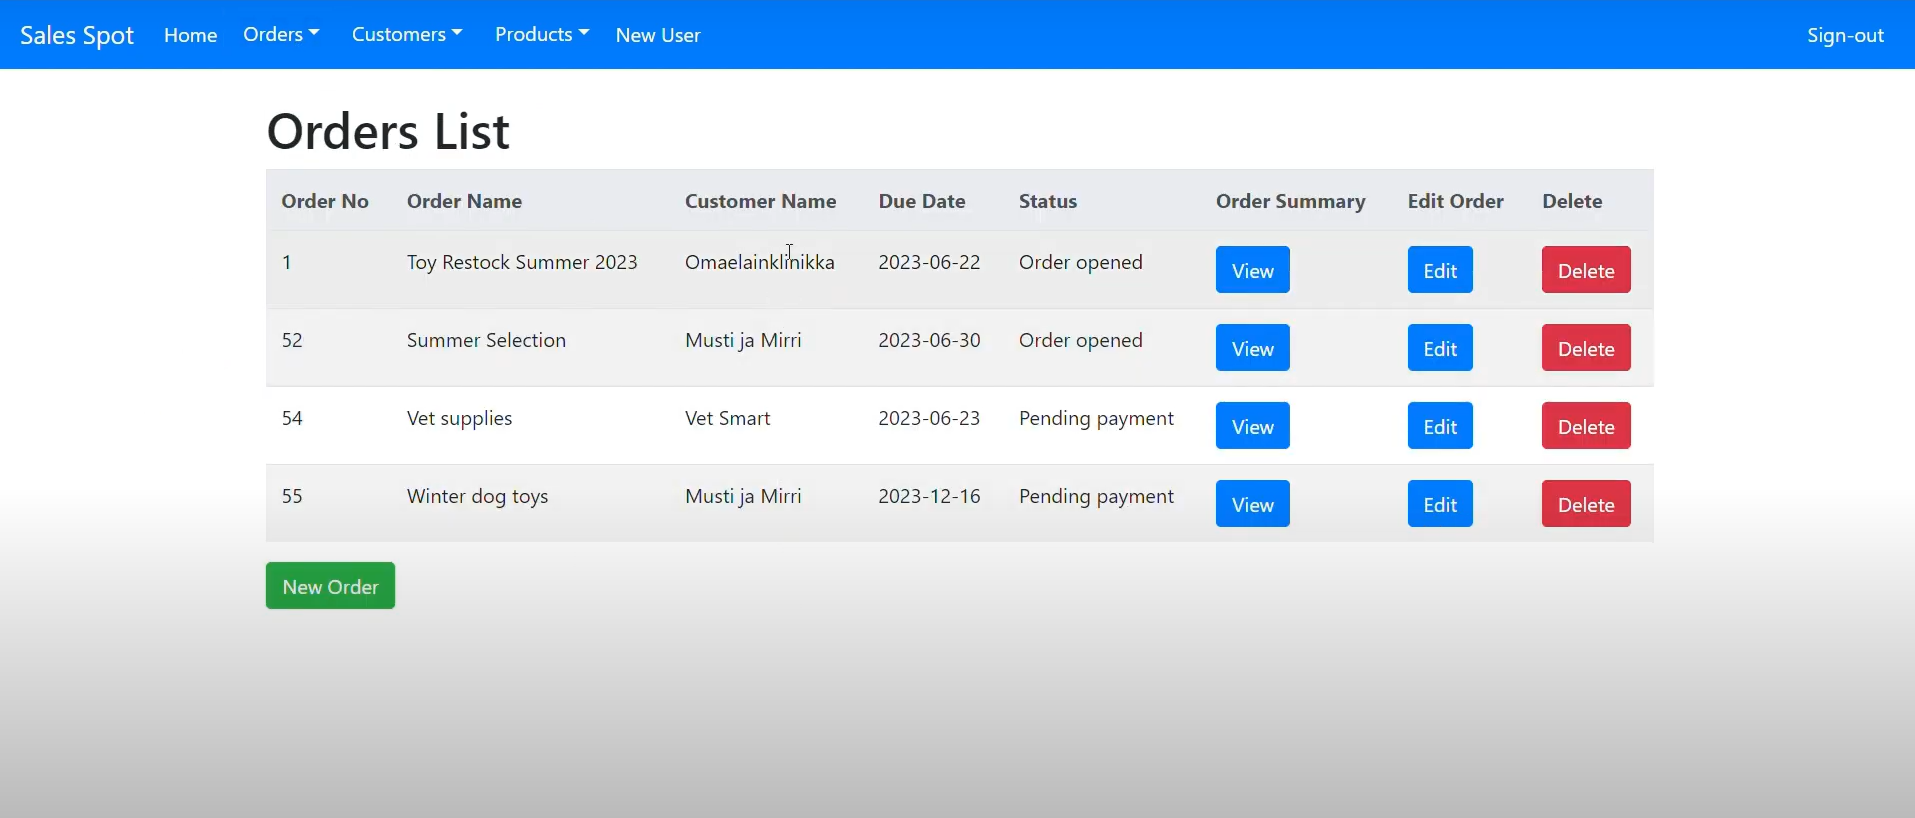 Sales Spot Home Orders Customers Products New User Sign-out
Orders List
Order No Order Name Customer Name Due Date Status Order Summary Edit Order Delete
1 Toy Restock Summer 2023 Omaelainklinikka 2023-06-22 Order opened View Edit Delete
52 Summer Selection Musti ja Mirri 2023-06-30 Order opened View Edit Delete
54 Vet supplies Vet Smart 2023-06-23 Pending payment View Edit Delete
55 Winter dog toys Musti ja Mirri 2023-12-16 Pending payment View Edit Delete
New Order